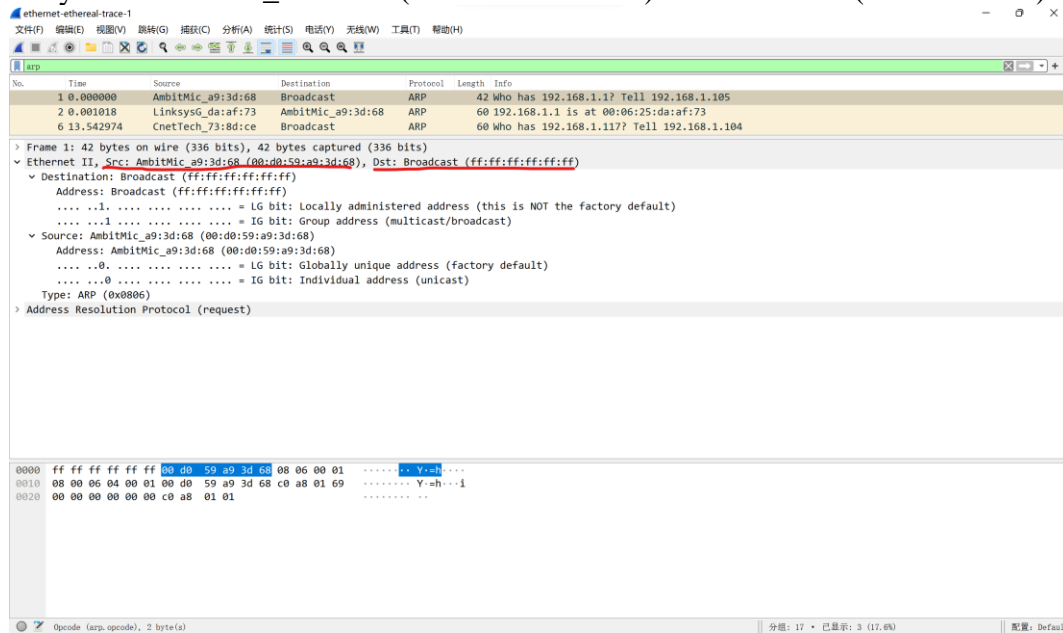 ethernet-ethereal-trace-1
文件(F) 编辑(E) 视图(V) 跳转(G) 捕获(C) 分析(A) 统计(S) 电话(Y) 无线(W) 工具(T) 帮助(H)
arp
No. Time Source Destination Protocol Length Info
1 0.000000 AmbitMic_a9:3d:68 Broadcast ARP 42 Who has 192.168.1.1? Tell 192.168.1.105
2 0.001018 LinksysG_da:af:73 AmbitMic_a9:3d:68 ARP 60 192.168.1.1 is at 00:06:25:da:af:73
6 13.542974 CnetTech_73:8d:ce Broadcast ARP 60 Who has 192.168.1.117? Tell 192.168.1.104
> Frame 1: 42 bytes on wire (336 bits), 42 bytes captured (336 bits)
Ethernet II, Src: AmbitMic_a9:3d:68 (00:d0:59:a9:3d:68), Dst: Broadcast (ff:ff:ff:ff:ff:ff)
Destination: Broadcast (ff:ff:ff:ff:ff:ff)
Address: Broadcast (ff:ff:ff:ff:ff:ff)
.... ..1. .... .... .... .... = LG bit: Locally administered address (this is NOT the factory default)
.... ...1 .... .... .... .... = IG bit: Group address (multicast/broadcast)
Source: AmbitMic_a9:3d:68 (00:d0:59:a9:3d:68)
Address: AmbitMic_a9:3d:68 (00:d0:59:a9:3d:68)
.... ..0. .... .... .... .... = LG bit: Globally unique address (factory default)
.... ...0 .... .... .... .... = IG bit: Individual address (unicast)
Type: ARP (0x0806)
> Address Resolution Protocol (request)
0000 ff ff ff ff ff ff 00 d0 59 a9 3d 68 08 06 00 01 ········ Y·=h····
0010 08 00 06 04 00 01 00 d0 59 a9 3d 68 c0 a8 01 69 ········ Y·=h···i
0020 00 00 00 00 00 00 c0 a8 01 01 ········ ··
Opcode (arp.opcode), 2 byte(s) 分组: 17 · 已显示: 3 (17.6%) 配置: Defau